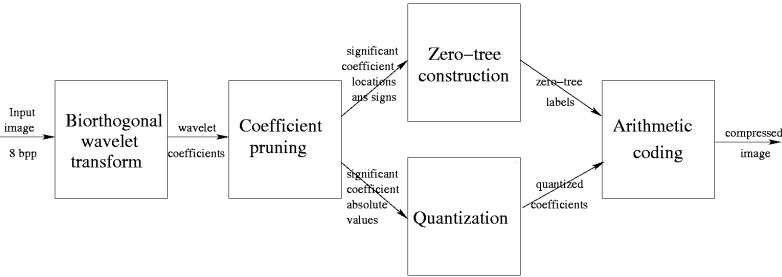 Input
image
8 bpp
Biorthogonal
wavelet
transform
wavelet
coefficients
Coefficient
pruning
significant
coefficient
locations
ans signs
Zero−tree
construction
zero−tree
labels
significant
coefficient
absolute
values
Quantization
quantized
coefficients
Arithmetic
coding
compressed
image